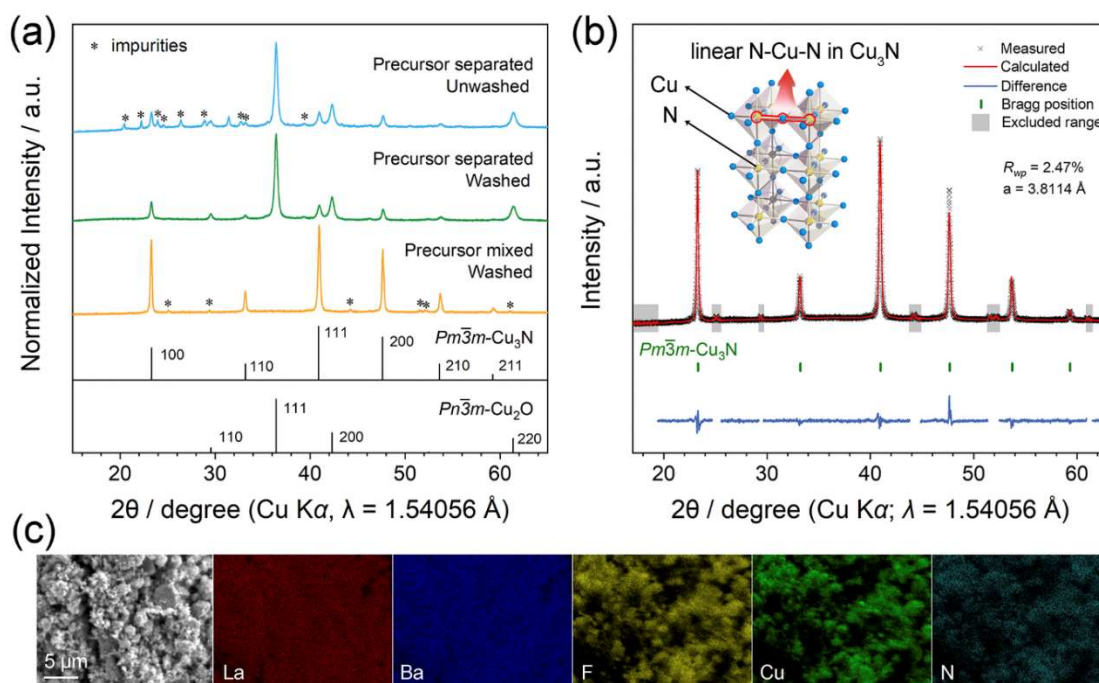 (a)
* impurities
Precursor separated
Unwashed
Precursor separated
Washed
Precursor mixed
Washed
Normalized Intensity / a.u.
Pm3̅m-Cu₃N
100
110
111
200
210
211
Pn3̅m-Cu₂O
110
111
200
220
20
30
40
50
60
2θ / degree (Cu Kα, λ = 1.54056 Å)
(b)
linear N-Cu-N in Cu₃N
Cu
N
Measured
Calculated
Difference
Bragg position
Excluded range
Rwp = 2.47%
a = 3.8114 Å
Intensity / a.u.
Pm3̅m-Cu₃N
20
30
40
50
60
2θ / degree (Cu Kα; λ = 1.54056 Å)
(c)
5 μm
La
Ba
F
Cu
N